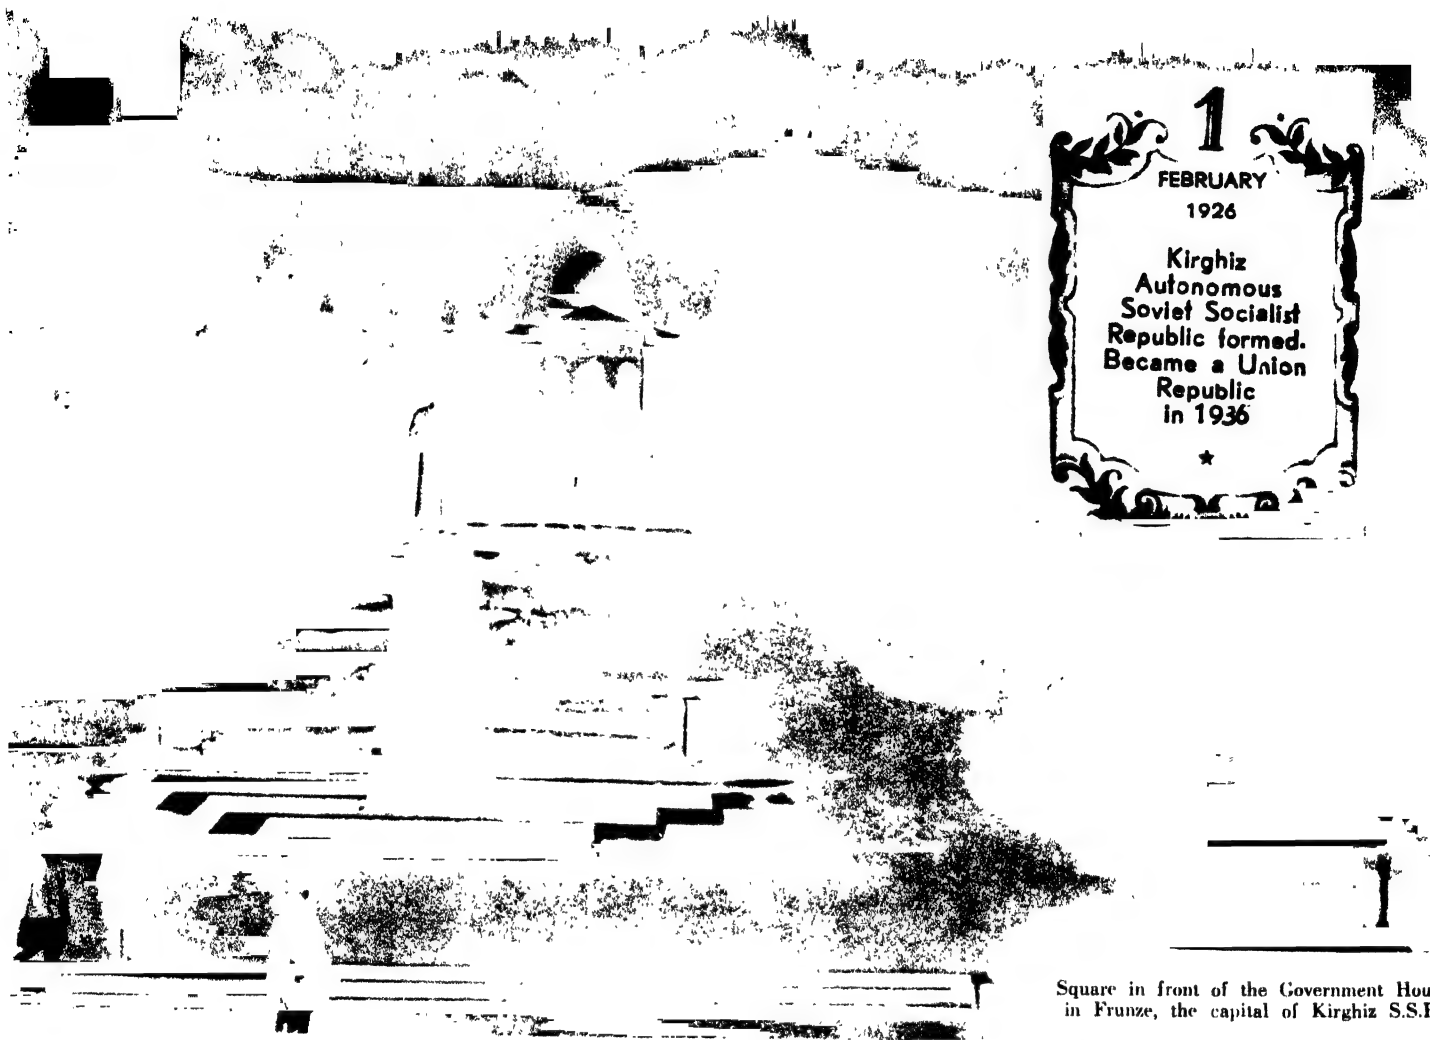 1
FEBRUARY
1926
Kirghiz
Autonomous
Soviet Socialist
Republic formed.
Became a Union
Republic
in 1936
Square in front of the Government Hou
in Frunze, the capital of Kirghiz S.S.R